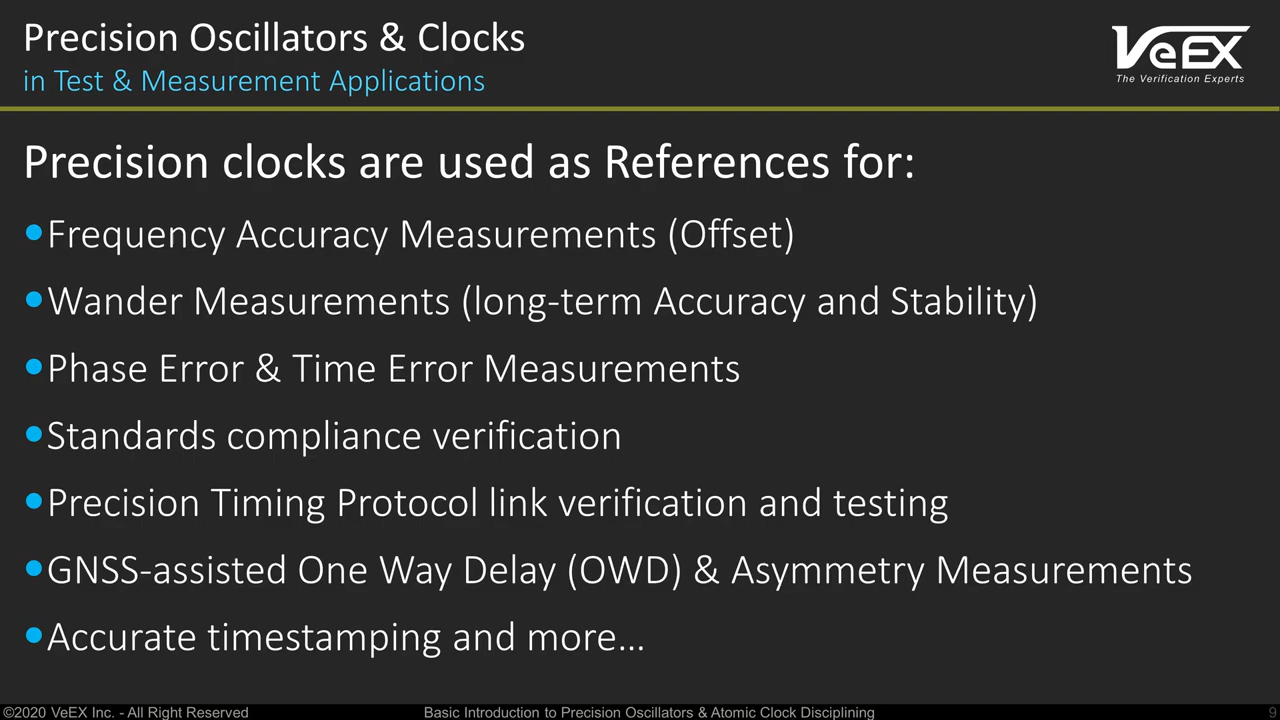 Precision Oscillators & Clocks
in Test & Measurement Applications
VeEX
The Verification Experts
Precision clocks are used as References for:
•Frequency Accuracy Measurements (Offset)
•Wander Measurements (long-term Accuracy and Stability)
•Phase Error & Time Error Measurements
•Standards compliance verification
•Precision Timing Protocol link verification and testing
•GNSS-assisted One Way Delay (OWD) & Asymmetry Measurements
•Accurate timestamping and more...
©2020 VeEX Inc. - All Right Reserved
Basic Introduction to Precision Oscillators & Atomic Clock Disciplining
9